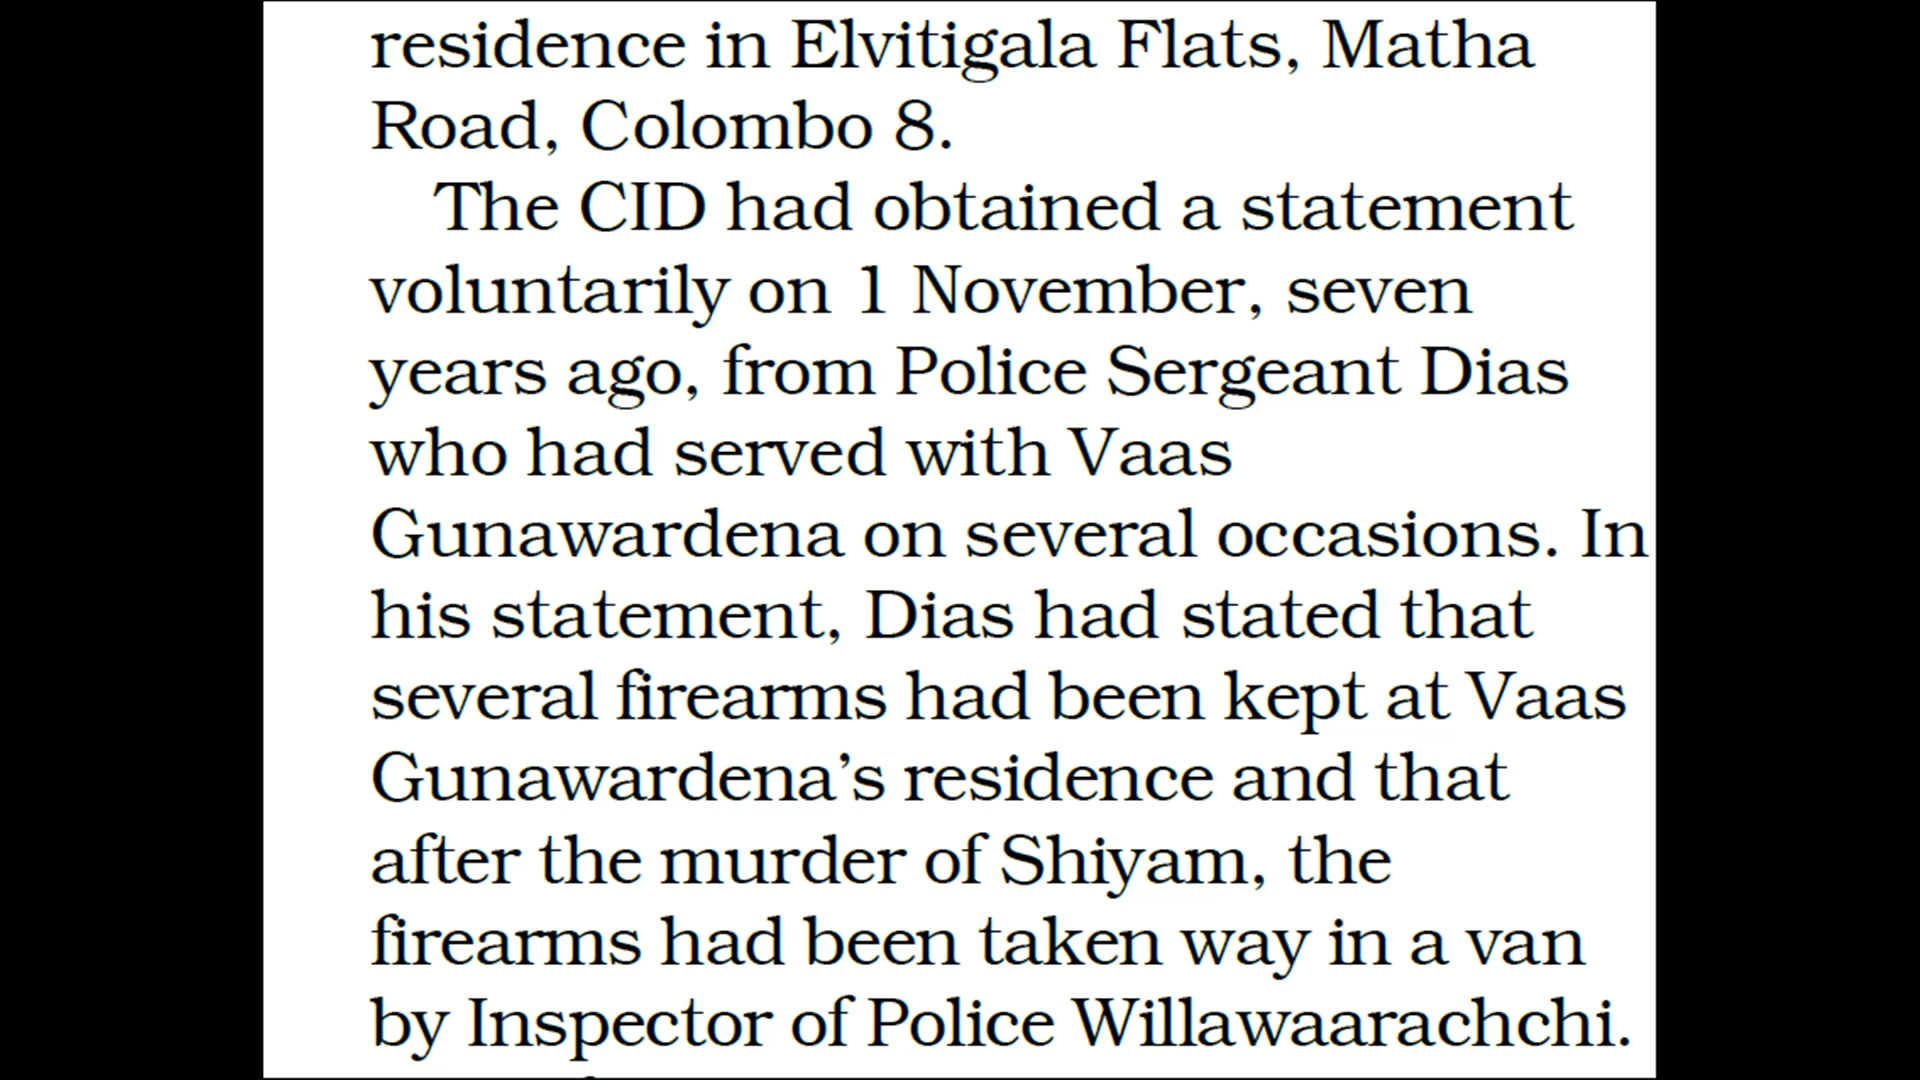 residence in Elvitigala Flats, Matha
Road, Colombo 8.
The CID had obtained a statement
voluntarily on 1 November, seven
years ago, from Police Sergeant Dias
who had served with Vaas
Gunawardena on several occasions. In
his statement, Dias had stated that
several firearms had been kept at Vaas
Gunawardena’s residence and that
after the murder of Shiyam, the
firearms had been taken way in a van
by Inspector of Police Willawaarachchi.